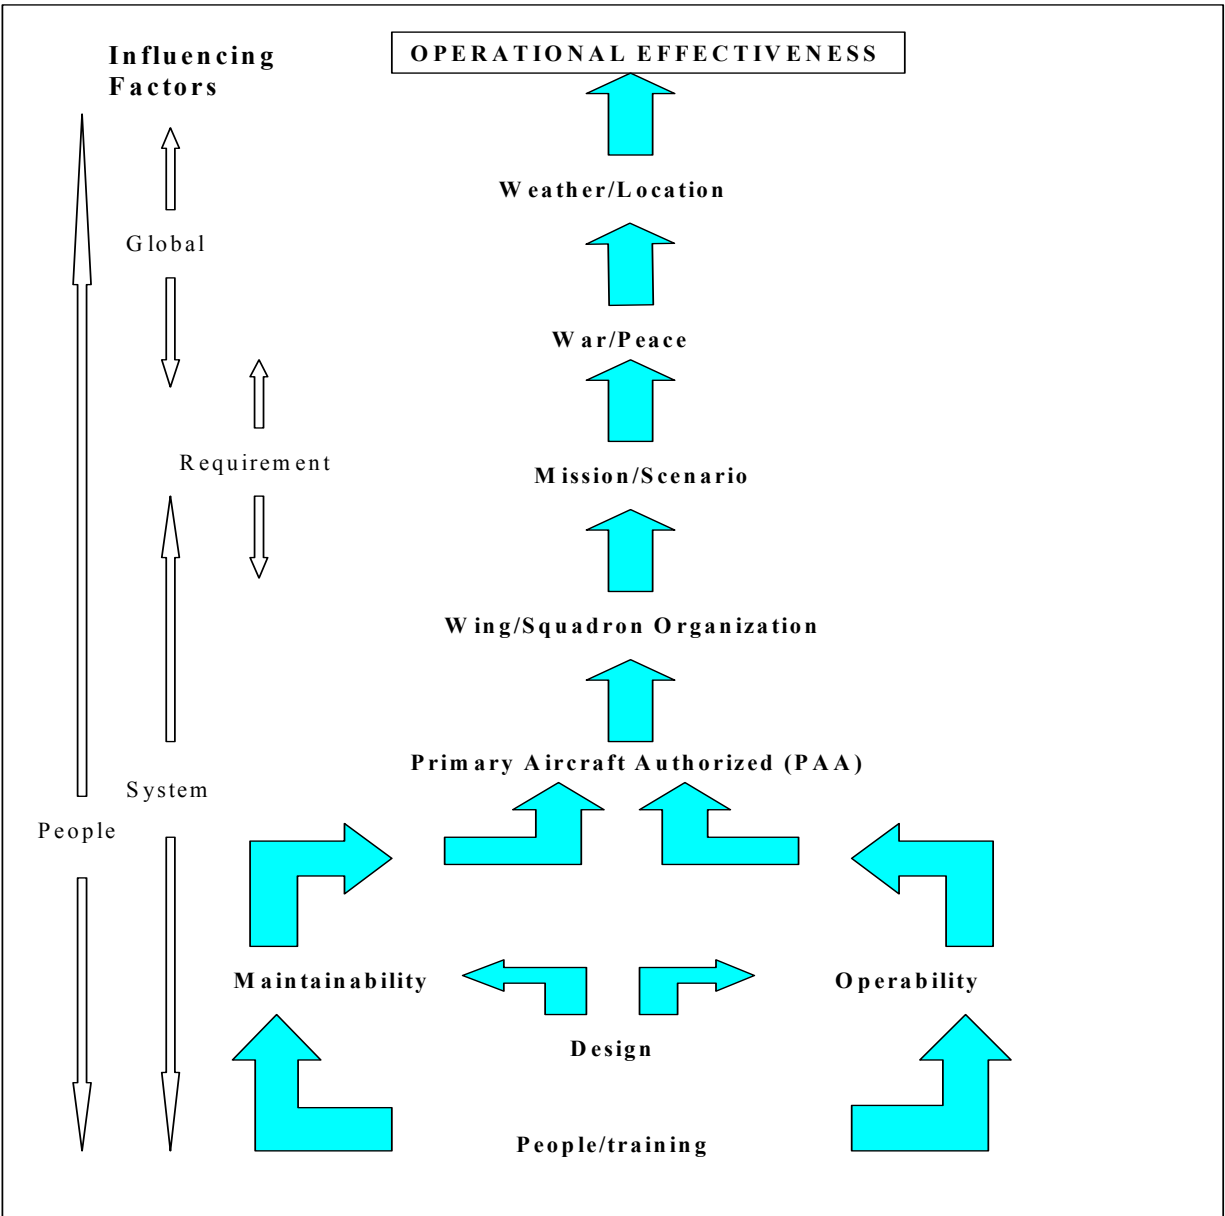 Influencing
Factors
OPERATIONAL EFFECTIVENESS
Weather/Location
Global
War/Peace
Requirement
Mission/Scenario
Wing/Squadron Organization
Primary Aircraft Authorized (PAA)
System
People
Maintainability
Operability
Design
People/training